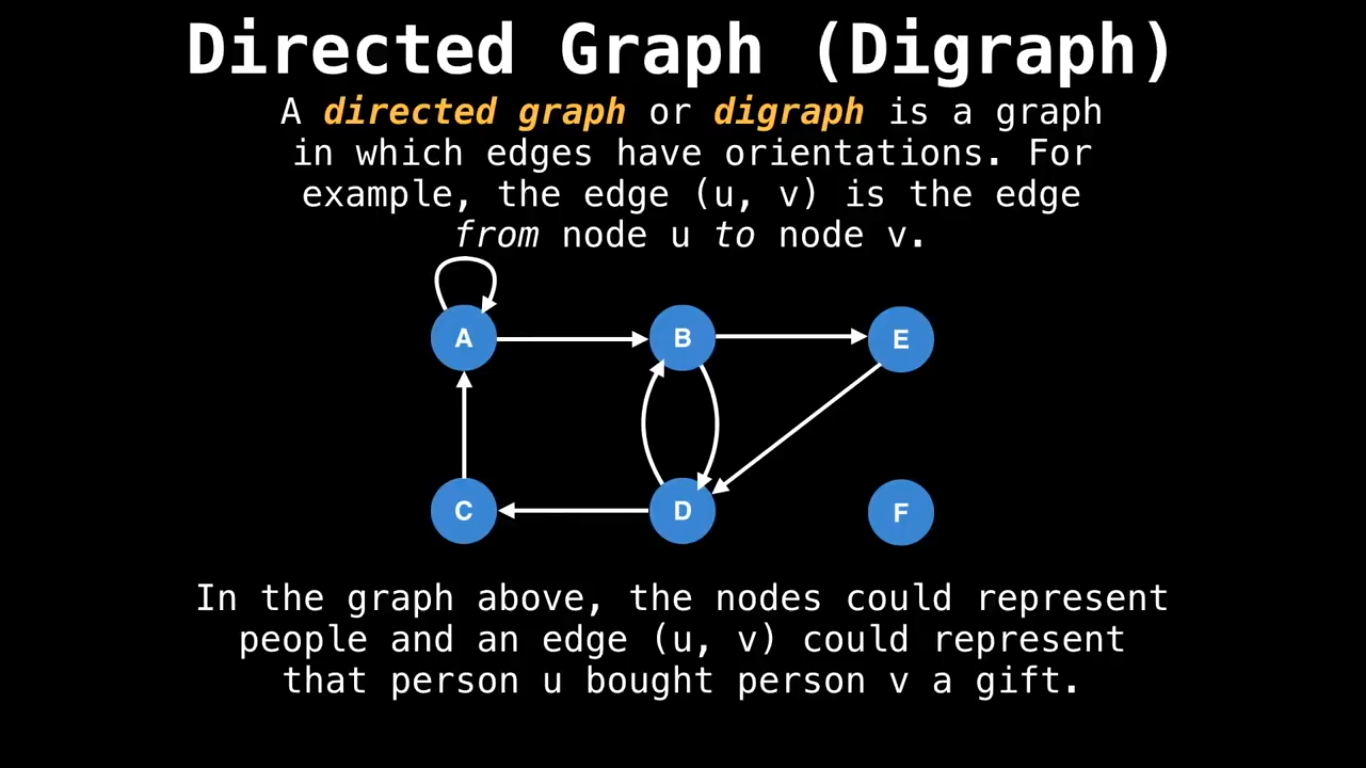 Directed Graph (Digraph)
A directed graph or digraph is a graph
in which edges have orientations. For
example, the edge (u, v) is the edge
from node u to node v.
A B E
C D F
In the graph above, the nodes could represent
people and an edge (u, v) could represent
that person u bought person v a gift.